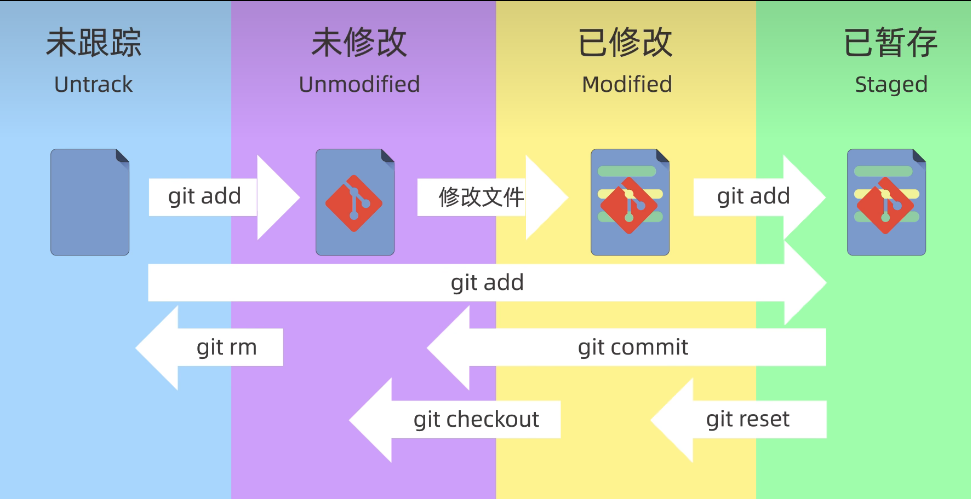 未跟踪
Untrack
未修改
Unmodified
已修改
Modified
已暂存
Staged
git add
修改文件
git add
git add
git rm
git commit
git checkout
git reset